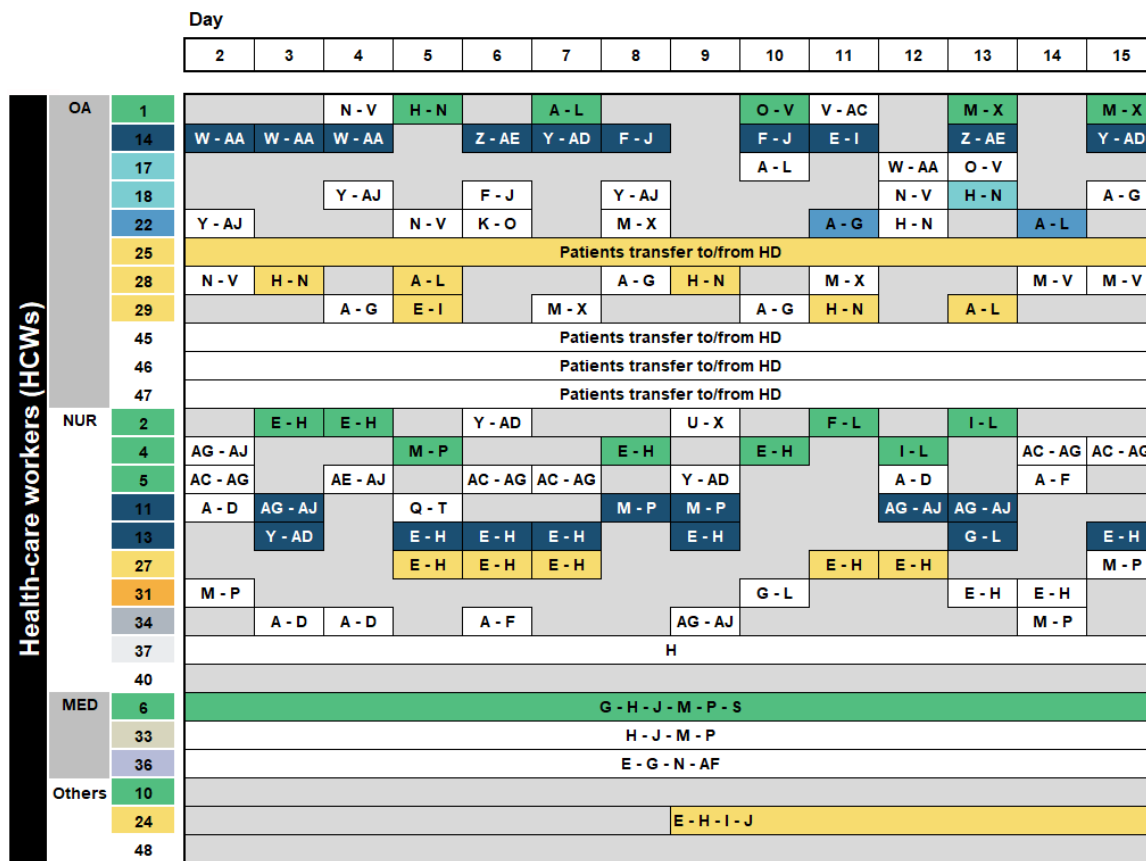 Day
2 3 4 5 6 7 8 9 10 11 12 13 14 15
Health-care workers (HCWs)
OA 1 N - V H - N A - L O - V V - AC M - X M - X
14 W - AA W - AA W - AA Z - AE Y - AD F - J F - J E - I Z - AE Y - AD
17 A - L W - AA O - V
18 Y - AJ F - J Y - AJ N - V H - N A - G
22 Y - AJ N - V K - O M - X A - G H - N A - L
25 Patients transfer to/from HD
28 N - V H - N A - L A - G H - N M - X M - V M - V
29 A - G E - I M - X A - G H - N A - L
45 Patients transfer to/from HD
46 Patients transfer to/from HD
47 Patients transfer to/from HD
NUR 2 E - H E - H Y - AD U - X F - L I - L
4 AG - AJ M - P E - H E - H I - L AC - AG AC - AG
5 AC - AG AE - AJ AC - AG AC - AG Y - AD A - D A - F
11 A - D AG - AJ Q - T M - P M - P AG - AJ AG - AJ
13 Y - AD E - H E - H E - H E - H G - L E - H
27 E - H E - H E - H E - H E - H M - P
31 M - P G - L E - H E - H
34 A - D A - D A - F AG - AJ M - P
37 H
40
MED 6 G - H - J - M - P - S
33 H - J - M - P
36 E - G - N - AF
Others 10
24 E - H - I - J
48